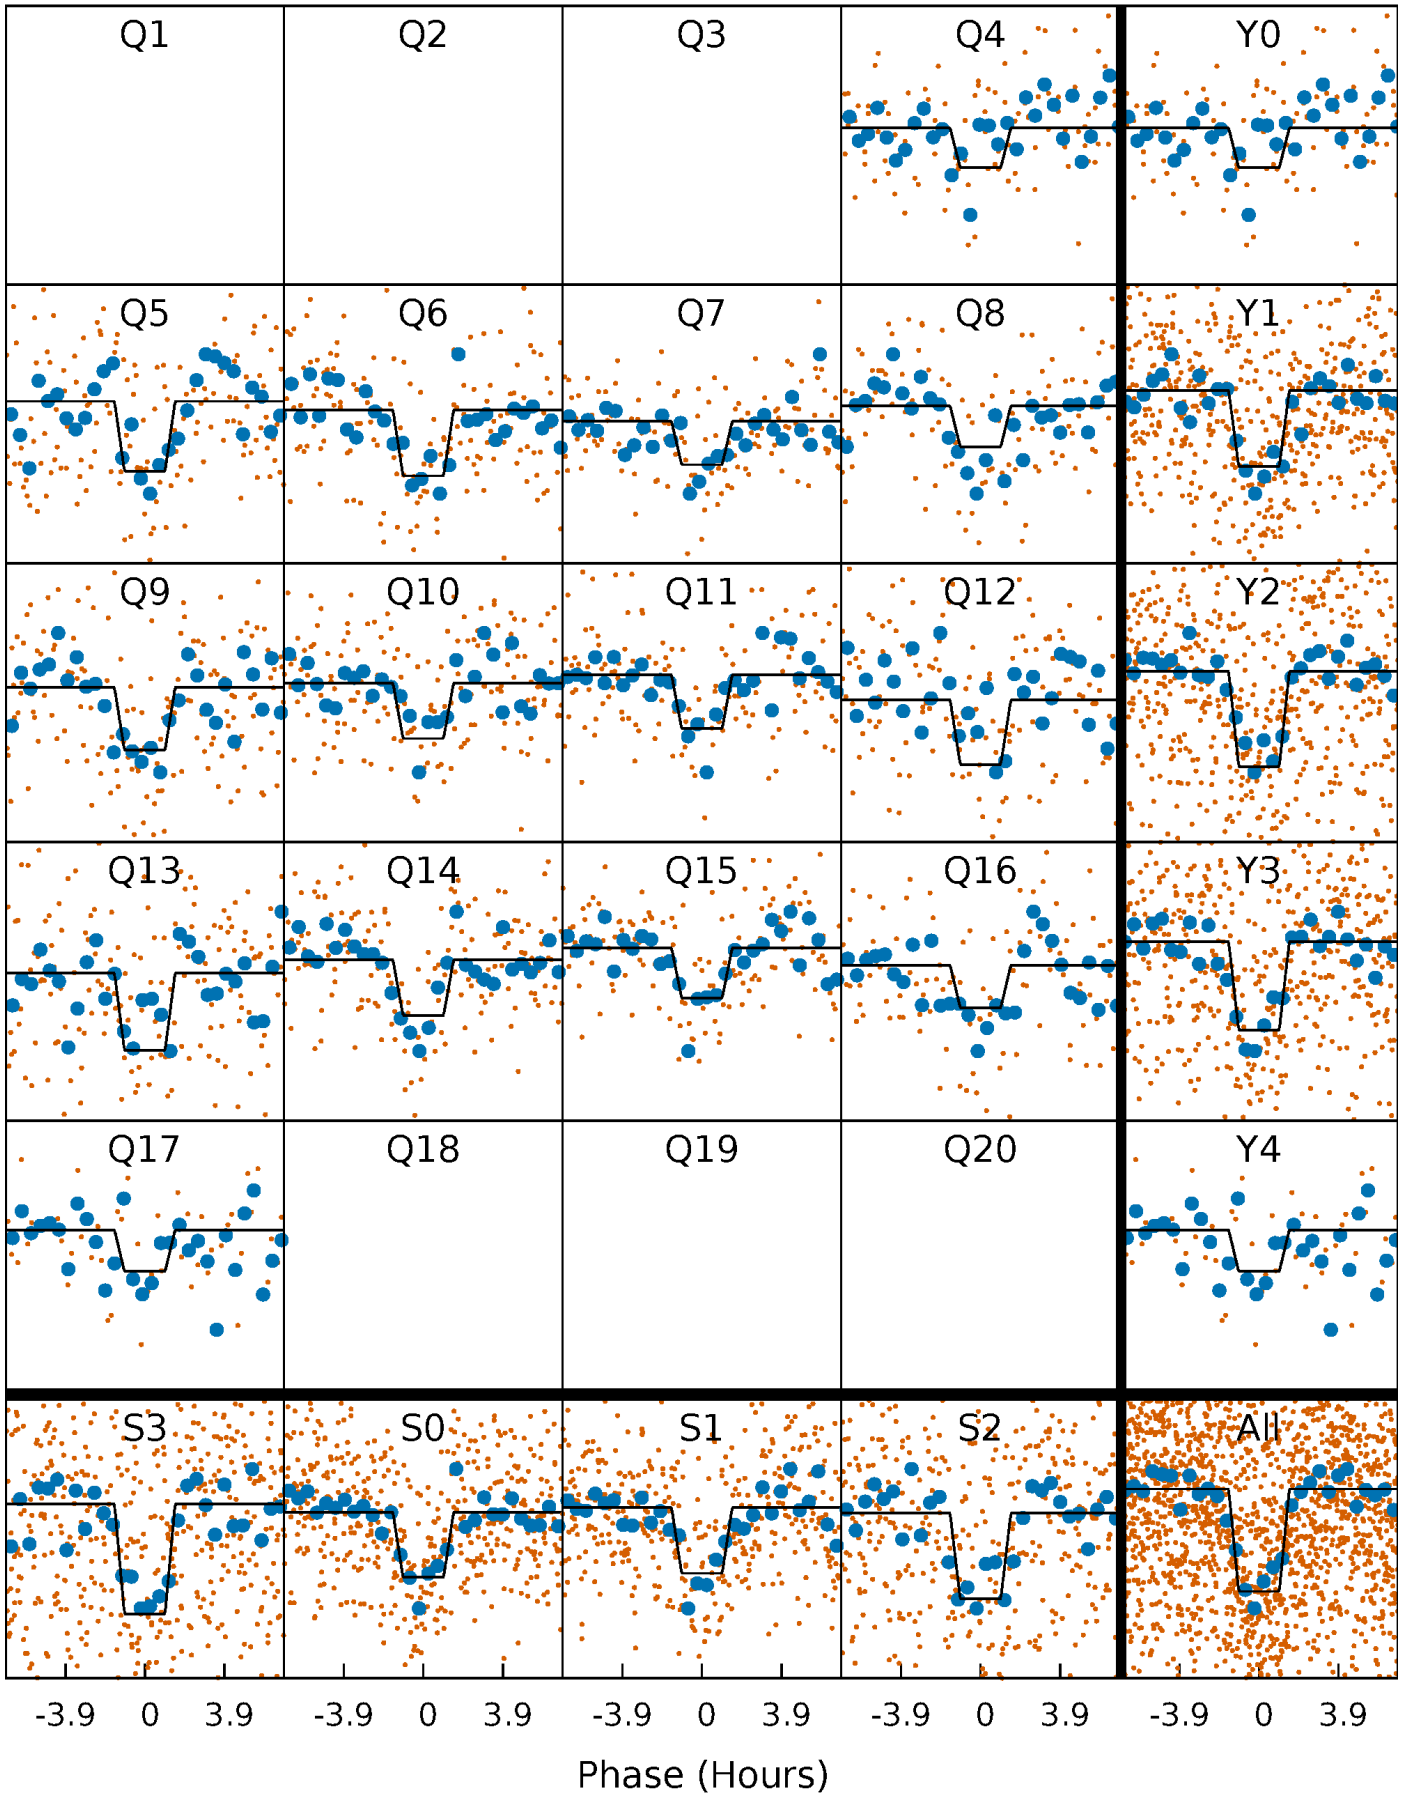 Q1 Q2 Q3 Q4 Y0
Q5 Q6 Q7 Q8 Y1
Q9 Q10 Q11 Q12 Y2
Q13 Q14 Q15 Q16 Y3
Q17 Q18 Q19 Q20 Y4
S3 S0 S1 S2 All
-3.9 0 3.9 -3.9 0 3.9 -3.9 0 3.9 -3.9 0 3.9 -3.9 0 3.9
Phase (Hours)